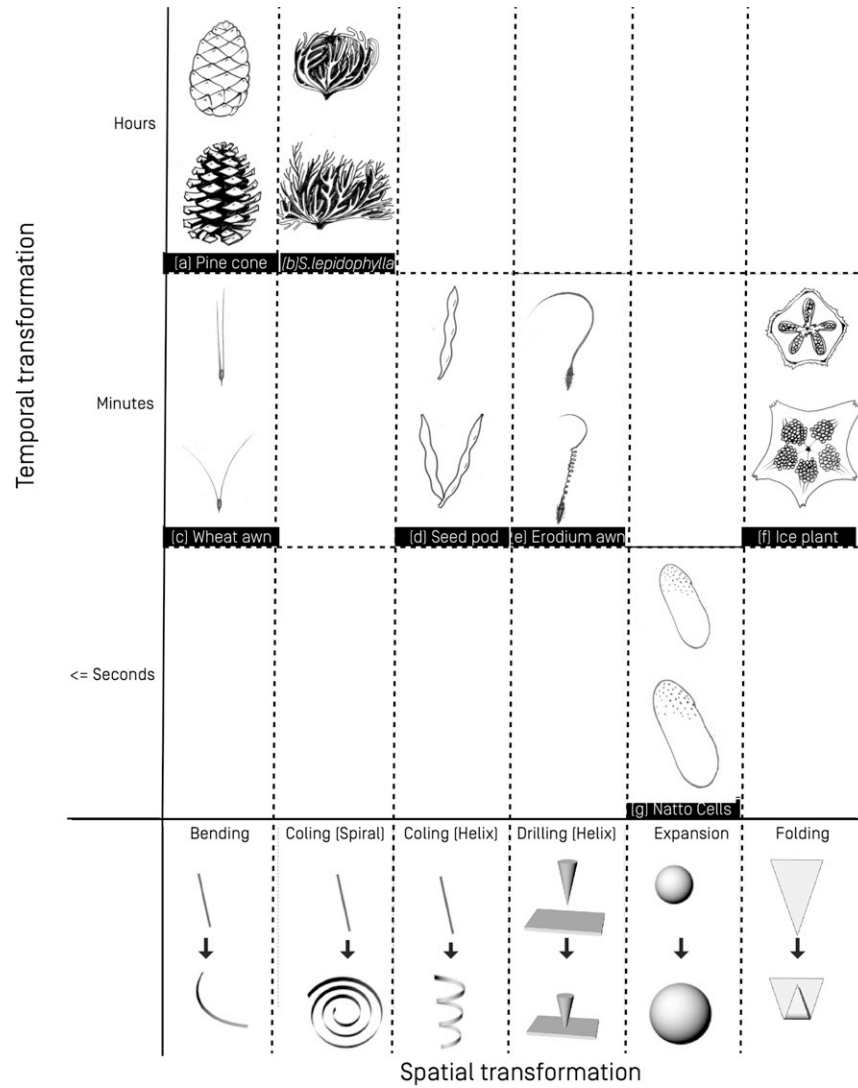 Hours
(a) Pine cone
(b)S.lepidophylla
Temporal transformation
Minutes
(c) Wheat awn
(d) Seed pod
(e) Erodium awn
(f) Ice plant
<= Seconds
(g) Natto Cells
Bending
Coling (Spiral)
Coling (Helix)
Drilling (Helix)
Expansion
Folding
Spatial transformation